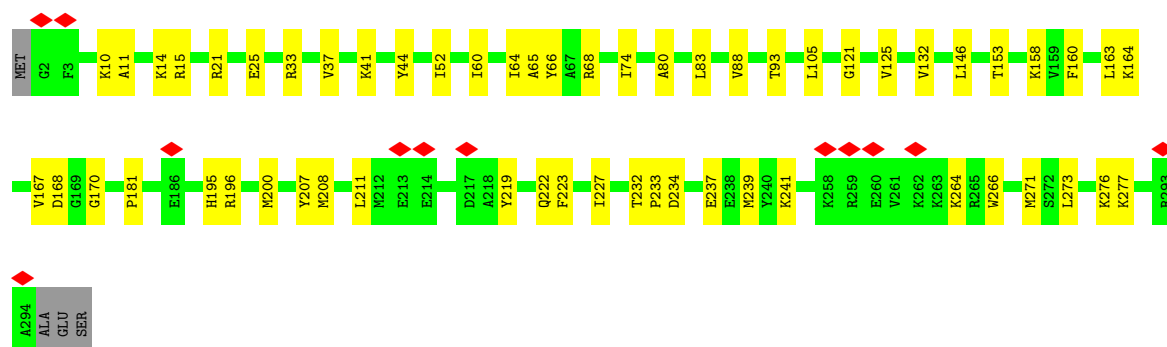 MET G2 F3 K10 A11 K14 R15 R21 E25 R33 V37 K41 Y44 I52 I60 I64 A65 Y66 A67 R68 I74 A80 L83 V88 T93 L105 G121 V125 V132 L146 T153 K158 V159 F160 L163 K164
V167 D168 G169 G170 P181 E186 H195 R196 M200 Y207 M208 L211 M212 E213 E214 D217 A218 Y219 Q222 F223 I227 T232 P233 D234 E237 E238 M239 Y240 K241 K258 R259 E260 V261 K262 K263 K264 R265 W266 M271 S272 L273 K276 K277
A294 ALA GLU SER